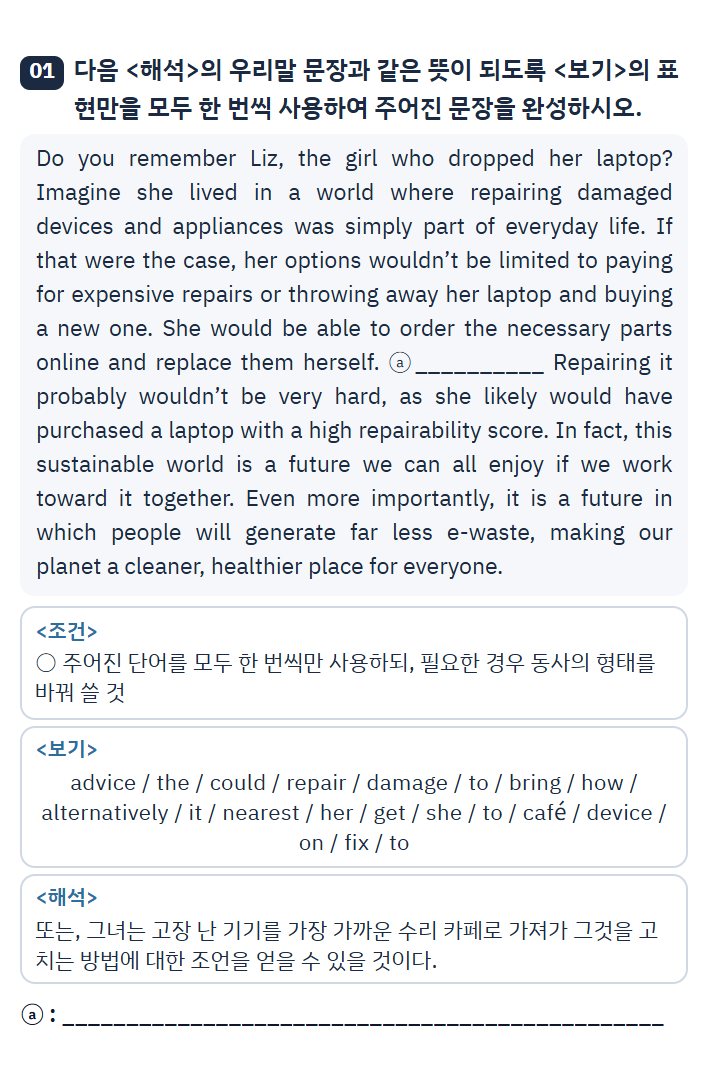 01 다음 <해석>의 우리말 문장과 같은 뜻이 되도록 <보기>의 표
현만을 모두 한 번씩 사용하여 주어진 문장을 완성하시오.
Do you remember Liz, the girl who dropped her laptop?
Imagine she lived in a world where repairing damaged
devices and appliances was simply part of everyday life. If
that were the case, her options wouldn’t be limited to paying
for expensive repairs or throwing away her laptop and buying
a new one. She would be able to order the necessary parts
online and replace them herself. ⓐ__________ Repairing it
probably wouldn’t be very hard, as she likely would have
purchased a laptop with a high repairability score. In fact, this
sustainable world is a future we can all enjoy if we work
toward it together. Even more importantly, it is a future in
which people will generate far less e-waste, making our
planet a cleaner, healthier place for everyone.
<조건>
○ 주어진 단어를 모두 한 번씩만 사용하되, 필요한 경우 동사의 형태를
바꿔 쓸 것
<보기>
advice / the / could / repair / damage / to / bring / how /
alternatively / it / nearest / her / get / she / to / café / device /
on / fix / to
<해석>
또는, 그녀는 고장 난 기기를 가장 가까운 수리 카페로 가져가 그것을 고
치는 방법에 대한 조언을 얻을 수 있을 것이다.
ⓐ : _______________________________________________